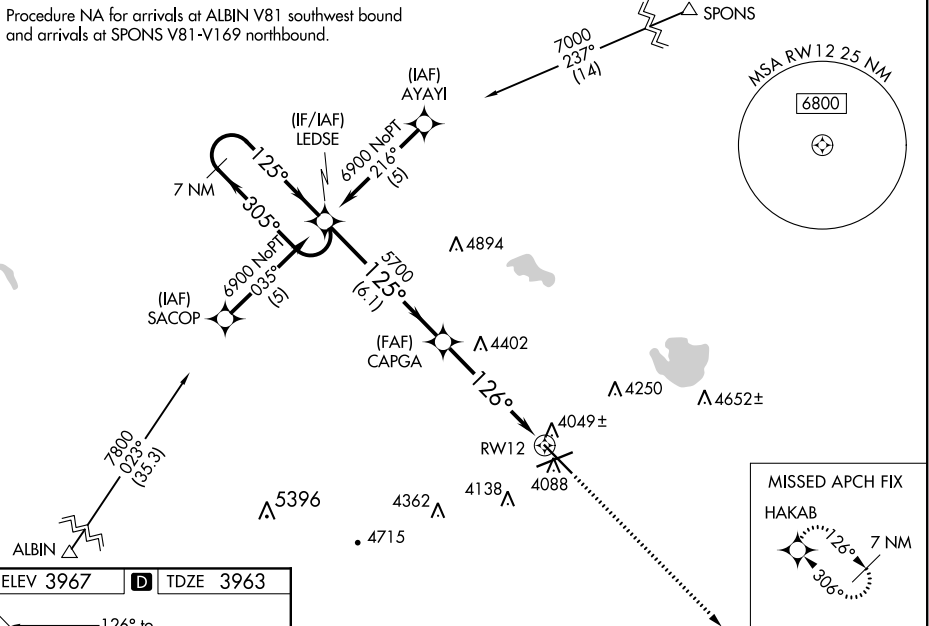 Procedure NA for arrivals at ALBIN V81 southwest bound
and arrivals at SPONS V81-V169 northbound.
SPONS
7000
237°
(14)
MSA RW12 25 NM
6800
(IAF)
AYAYI
(IF/IAF)
LEDSE
6900 NoPT
216°
(5)
125°
7 NM
305°
4894
6900 NoPT
035°
(5)
5700
125°
(6.1)
(IAF)
SACOP
(FAF)
CAPGA
4402
126°
4250
4652±
4049±
RW12
4088
7800
023°
(35.3)
5396
4362
4138
4715
ALBIN
MISSED APCH FIX
HAKAB
126°
7 NM
306°
ELEV 3967 D TDZE 3963
126° to